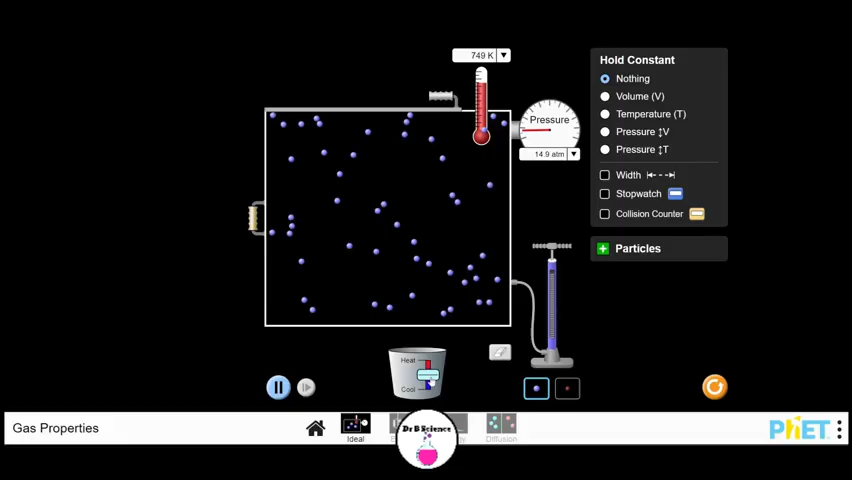 749 K
Hold Constant
Nothing
Volume (V)
Temperature (T)
Pressure ↕V
Pressure ↕T
Width
Stopwatch
Collision Counter
Particles
Pressure
14.9 atm
Heat
Cool
Gas Properties
Ideal
Dr B Science
Diffusion
PhET